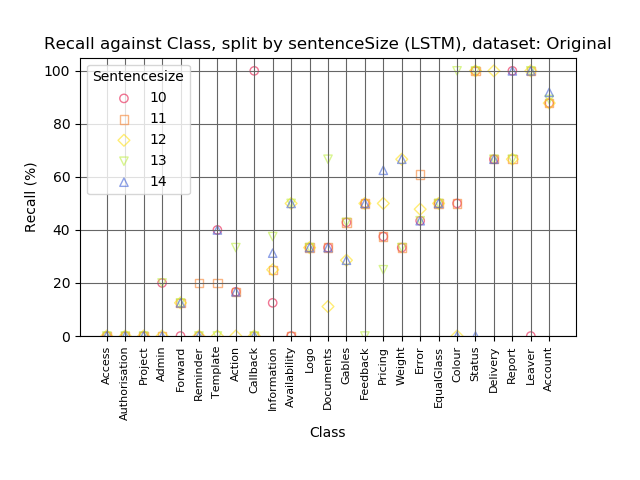 Recall against Class, split by sentenceSize (LSTM), dataset: Original
Sentencesize
10
11
12
13
14
Recall (%)
100
80
60
40
20
0
Access
Authorisation
Project
Admin
Forward
Reminder
Template
Action
Callback
Information
Availability
Logo
Documents
Gables
Feedback
Pricing
Weight
Error
EqualGlass
Colour
Status
Delivery
Report
Leaver
Account
Class